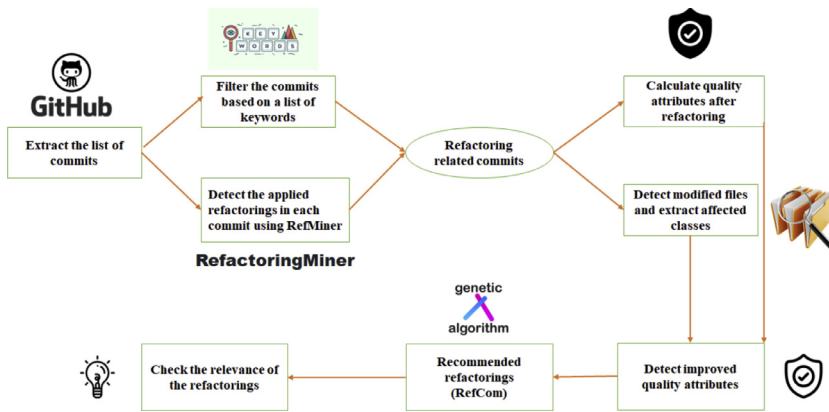 KEY
WORDS
GitHub
Extract the list of
commits
Filter the commits
based on a list of
keywords
Detect the applied
refactorings in each
commit using RefMiner
RefactoringMiner
Refactoring
related commits
Calculate quality
attributes after
refactoring
Detect modified files
and extract affected
classes
genetic
algorithm
Check the relevance of
the refactorings
Recommended
refactorings
(RefCom)
Detect improved
quality attributes